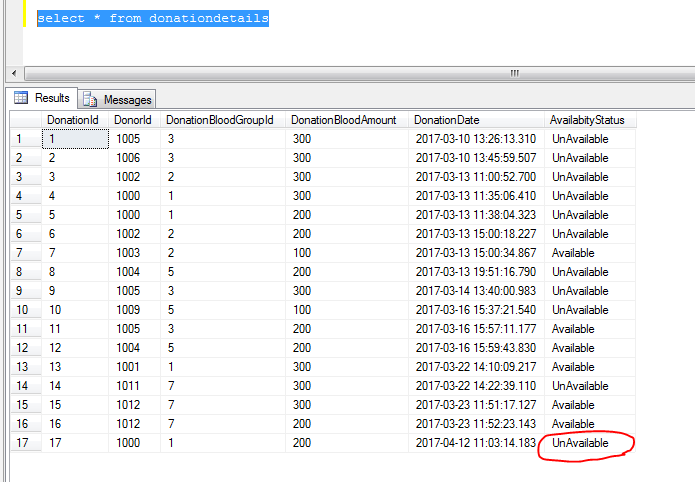 select * from donationdetails
Results Messages
DonationId DonorId DonationBloodGroupId DonationBloodAmount DonationDate AvailabityStatus
1 1 1005 3 300 2017-03-10 13:26:13.310 UnAvailable
2 2 1006 3 300 2017-03-10 13:45:59.507 UnAvailable
3 3 1002 2 300 2017-03-13 11:00:52.700 UnAvailable
4 4 1000 1 300 2017-03-13 11:35:06.410 UnAvailable
5 5 1000 1 200 2017-03-13 11:38:04.323 UnAvailable
6 6 1002 2 200 2017-03-13 15:00:18.227 UnAvailable
7 7 1003 2 100 2017-03-13 15:00:34.867 Available
8 8 1004 5 200 2017-03-13 19:51:16.790 UnAvailable
9 9 1005 3 300 2017-03-14 13:40:00.983 UnAvailable
10 10 1009 5 100 2017-03-16 15:37:21.540 UnAvailable
11 11 1005 3 200 2017-03-16 15:57:11.177 Available
12 12 1004 5 200 2017-03-16 15:59:43.830 Available
13 13 1001 1 300 2017-03-22 14:10:09.217 Available
14 14 1011 7 300 2017-03-22 14:22:39.110 UnAvailable
15 15 1012 7 300 2017-03-23 11:51:17.127 Available
16 16 1012 7 200 2017-03-23 11:52:23.143 Available
17 17 1000 1 200 2017-04-12 11:03:14.183 UnAvailable